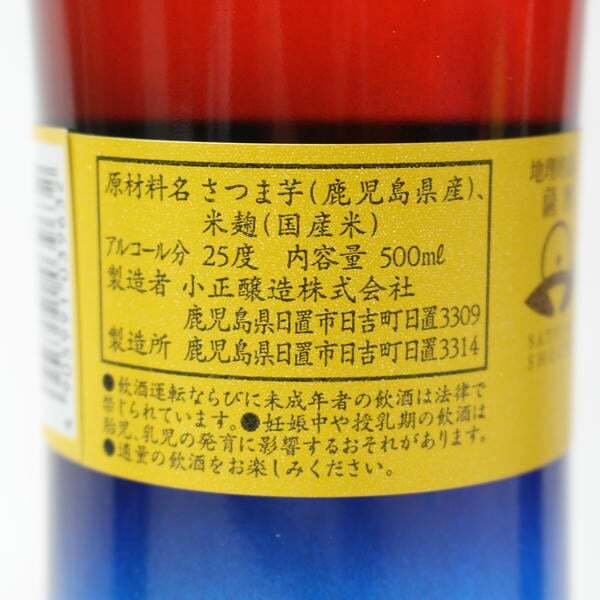 原材料名 さつま芋(鹿児島県産)、
米麹(国産米)
アルコール分 25度 内容量 500ml
製造者 小正醸造株式会社
鹿児島県日置市日吉町日置3309
製造所 鹿児島県日置市日吉町日置3314
●飲酒運転ならびに未成年者の飲酒は法律で
禁じられています。●妊娠中や授乳期の飲酒は
胎児、乳児の発育に影響するおそれがあります。
●適量の飲酒をお楽しみください。
地理的
薩